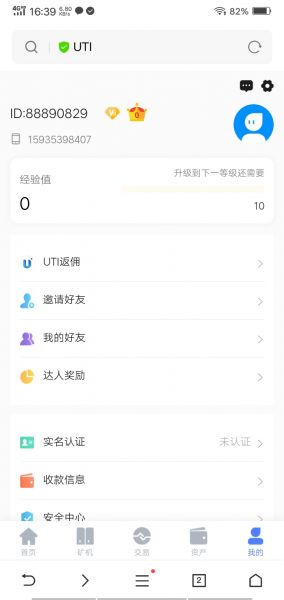 4G 16:39 6.80 KB/s 82%
UTI
ID:88890829 V1 0
15935398407
经验值
升级到下一等级还需要
0
10
UTI返佣
邀请好友
我的好友
达人奖励
实名认证 未认证
收款信息
安全中心
首页 矿机 交易 资产 我的
2